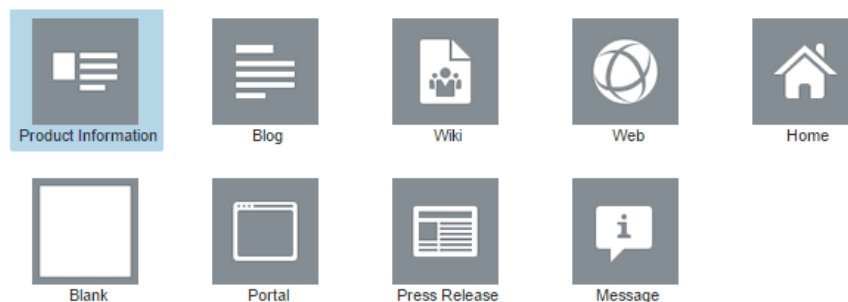 Product Information
Blog
Wiki
Web
Home
Blank
Portal
Press Release
Message